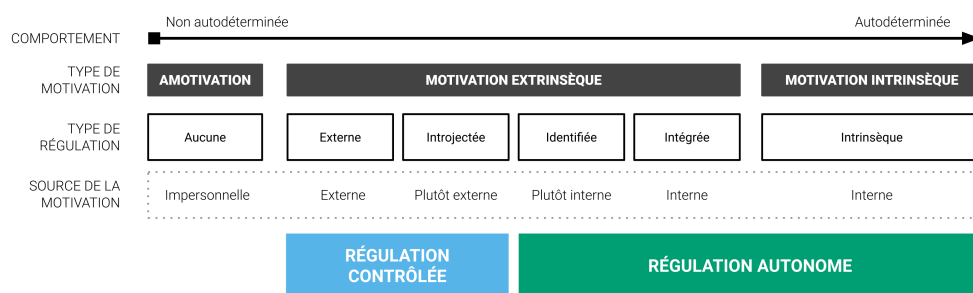 Non autodéterminée
Autodéterminée
COMPORTEMENT
TYPE DE
MOTIVATION
AMOTIVATION
MOTIVATION EXTRINSÈQUE
MOTIVATION INTRINSÈQUE
TYPE DE
RÉGULATION
Aucune
Externe
Introjectée
Identifiée
Intégrée
Intrinsèque
SOURCE DE LA
MOTIVATION
Impersonnelle
Externe
Plutôt externe
Plutôt interne
Interne
Interne
RÉGULATION
CONTRÔLÉE
RÉGULATION AUTONOME